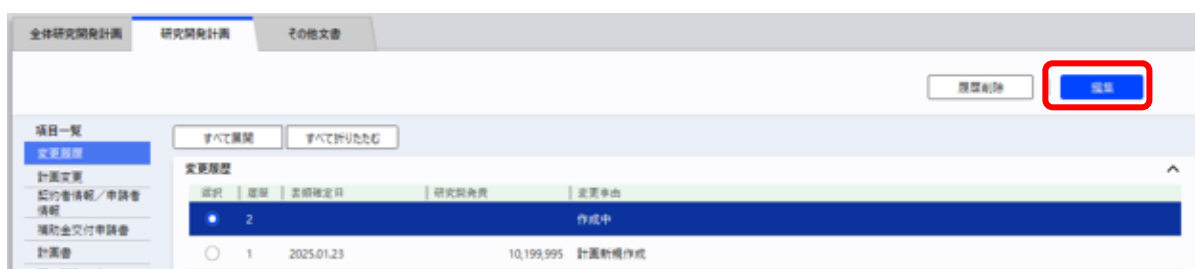 全体研究開発計画 研究開発計画 その他文書
履歴削除 編集
項目一覧 すべて展開 すべて折りたたむ
変更履歴
計画変更 変更履歴
契約者情報／申請者 選択 履歴 書類確定日 研究開発費 変更事由
情報 2 作成中
補助金交付申請書
計画書 1 2025.01.23 10,199,995 計画新規作成